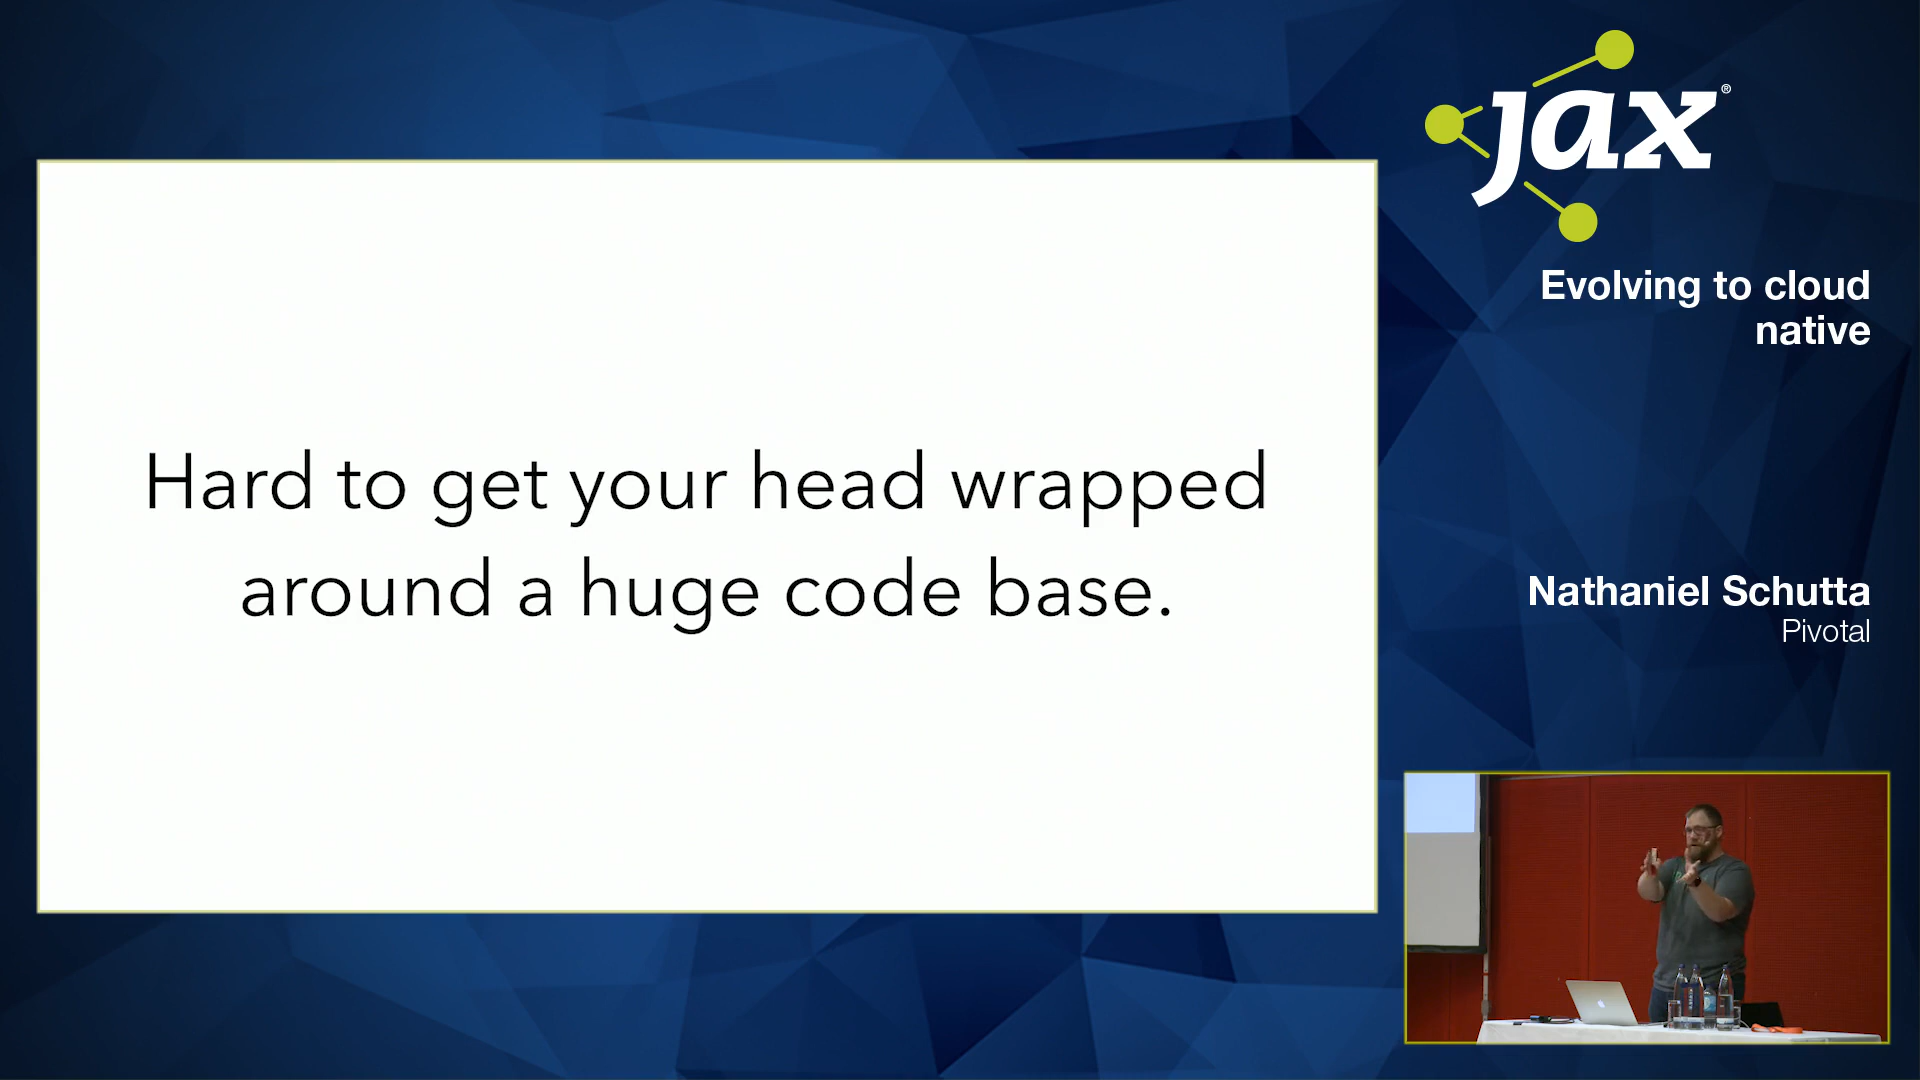 Hard to get your head wrapped
around a huge code base.
jax®
Evolving to cloud
native
Nathaniel Schutta
Pivotal